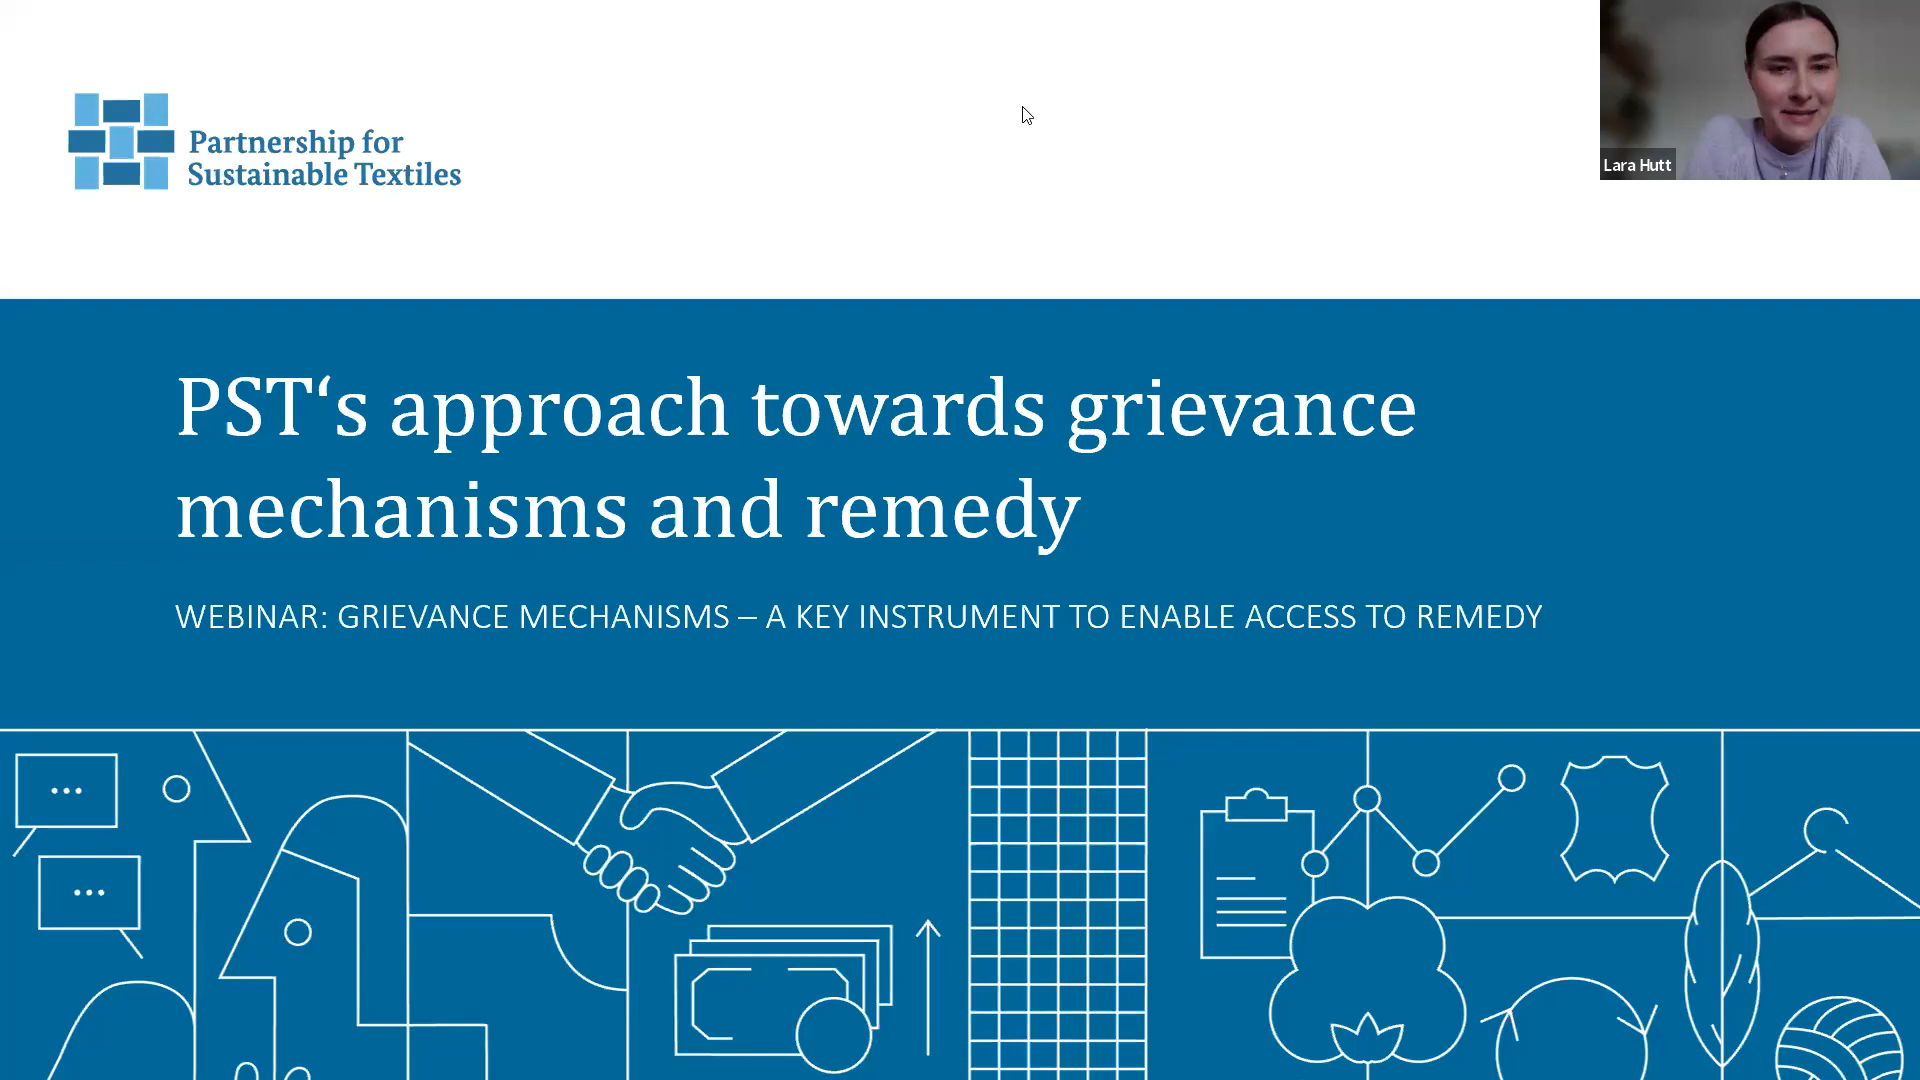 Partnership for
Sustainable Textiles
Lara Hutt
PST‘s approach towards grievance
mechanisms and remedy
WEBINAR: GRIEVANCE MECHANISMS – A KEY INSTRUMENT TO ENABLE ACCESS TO REMEDY